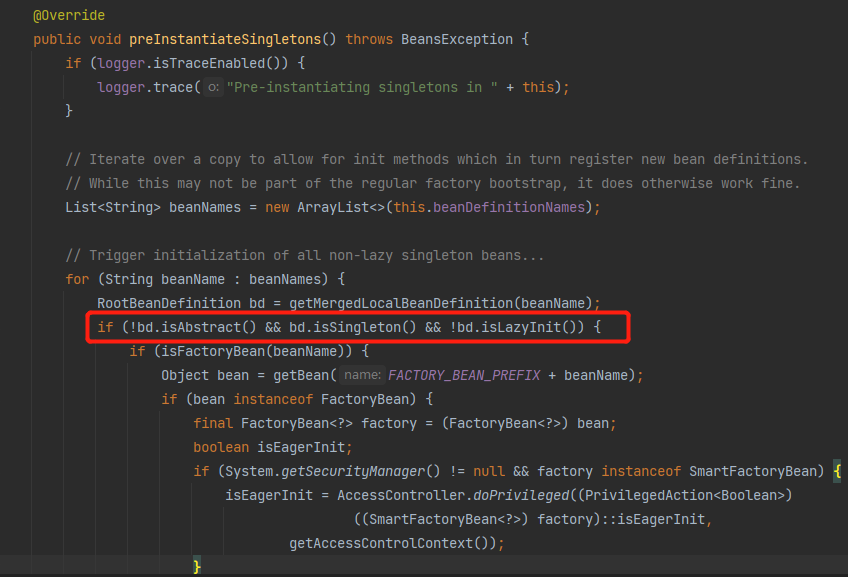 @Override
public void preInstantiateSingletons() throws BeansException {
if (logger.isTraceEnabled()) {
logger.trace( o: "Pre-instantiating singletons in " + this);
}
// Iterate over a copy to allow for init methods which in turn register new bean definitions.
// While this may not be part of the regular factory bootstrap, it does otherwise work fine.
List<String> beanNames = new ArrayList<>(this.beanDefinitionNames);
// Trigger initialization of all non-lazy singleton beans...
for (String beanName : beanNames) {
RootBeanDefinition bd = getMergedLocalBeanDefinition(beanName);
if (!bd.isAbstract() && bd.isSingleton() && !bd.isLazyInit()) {
if (isFactoryBean(beanName)) {
Object bean = getBean( name: FACTORY_BEAN_PREFIX + beanName);
if (bean instanceof FactoryBean) {
final FactoryBean<?> factory = (FactoryBean<?>) bean;
boolean isEagerInit;
if (System.getSecurityManager() != null && factory instanceof SmartFactoryBean) {
isEagerInit = AccessController.doPrivileged((PrivilegedAction<Boolean>)
((SmartFactoryBean<?>) factory)::isEagerInit,
getAccessControlContext());
}